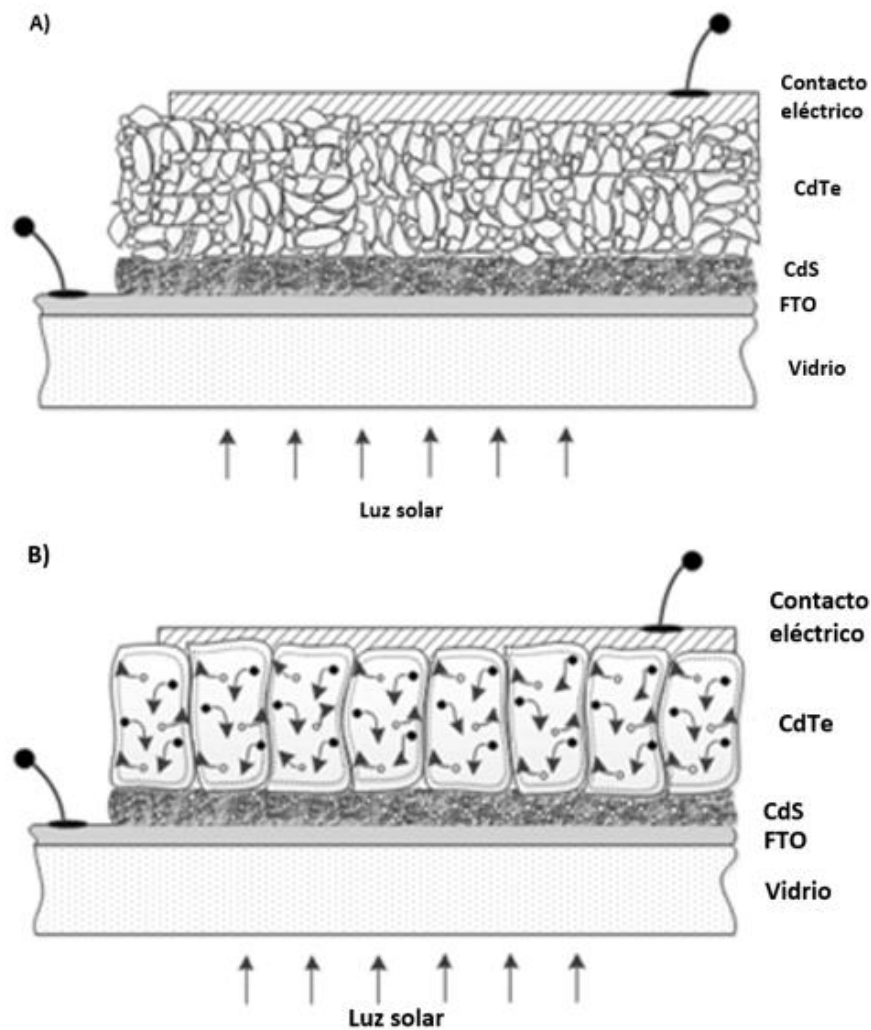 A)
Contacto
eléctrico
CdTe
CdS
FTO
Vidrio
Luz solar
B)
Contacto
eléctrico
CdTe
CdS
FTO
Vidrio
Luz solar